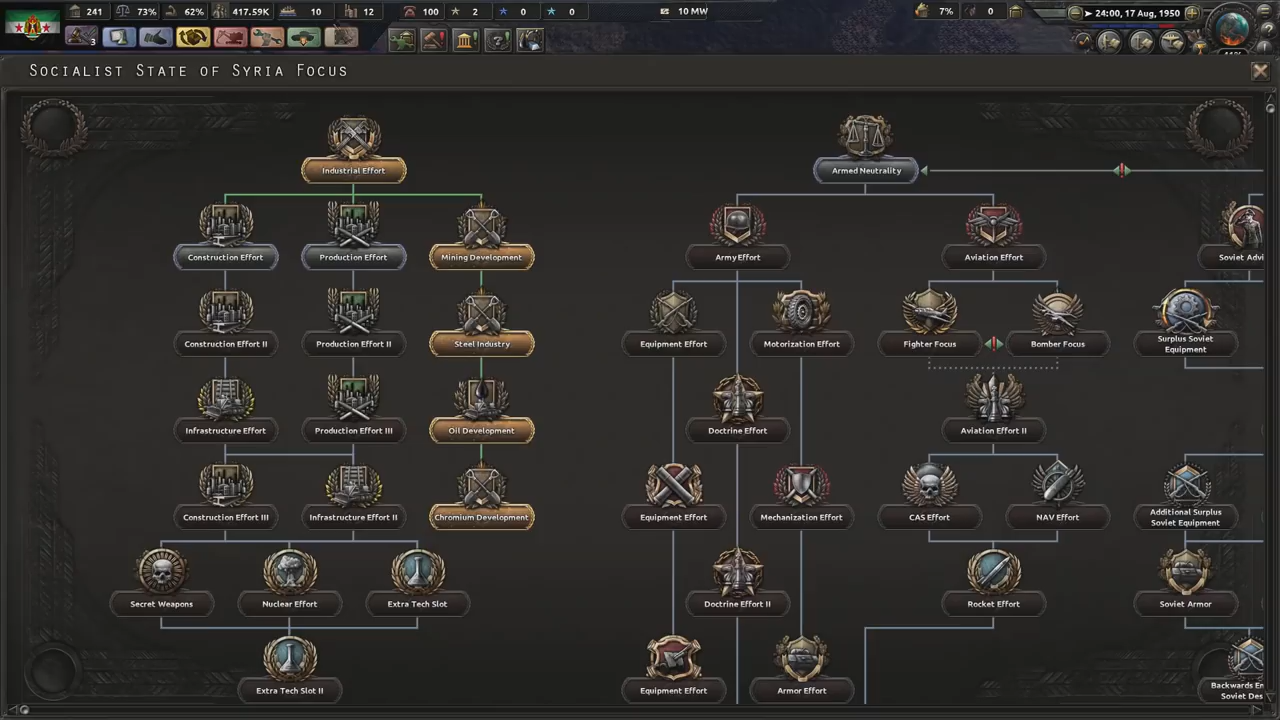 241 73% 62% 417.59K 10 12 100 2 0 0 10 MW 7% 0 24:00, 17 Aug, 1950
3
Socialist State of Syria Focus
Industrial Effort
Armed Neutrality
Construction Effort Production Effort Mining Development Army Effort Aviation Effort Soviet Advi
Construction Effort II Production Effort II Steel Industry Equipment Effort Motorization Effort Fighter Focus Bomber Focus Surplus Soviet
Equipment
Infrastructure Effort Production Effort III Oil Development Doctrine Effort Aviation Effort II
Construction Effort III Infrastructure Effort II Chromium Development Equipment Effort Mechanization Effort CAS Effort NAV Effort Additional Surplus
Soviet Equipment
Secret Weapons Nuclear Effort Extra Tech Slot Doctrine Effort II Rocket Effort Soviet Armor
Extra Tech Slot II Equipment Effort Armor Effort Backwards En
Soviet Des